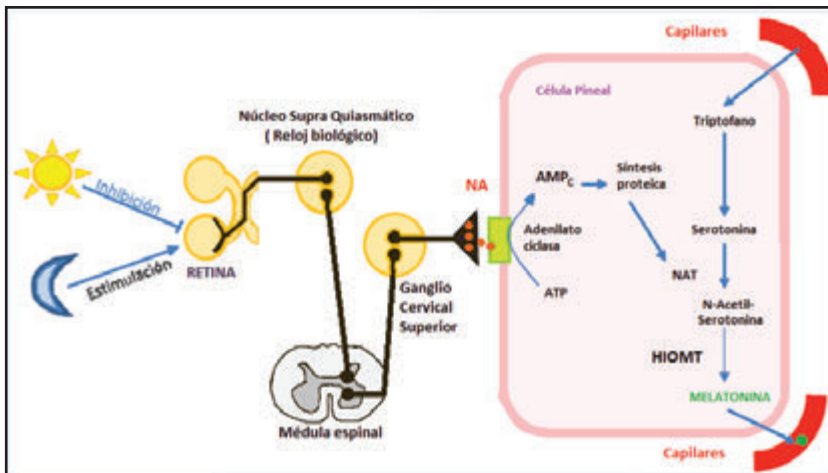 Núcleo Supra Quiasmático
( Reloj biológico)
Inhibición
Estimulación
RETINA
Médula espinal
Ganglio
Cervical
Superior
NA
Célula Pineal
Capilares
Triptofano
AMPc
Síntesis
proteica
Adenilato
ciclasa
ATP
Serotonina
NAT
N-Acetil-
Serotonina
HIOMT
MELATONINA
Capilares